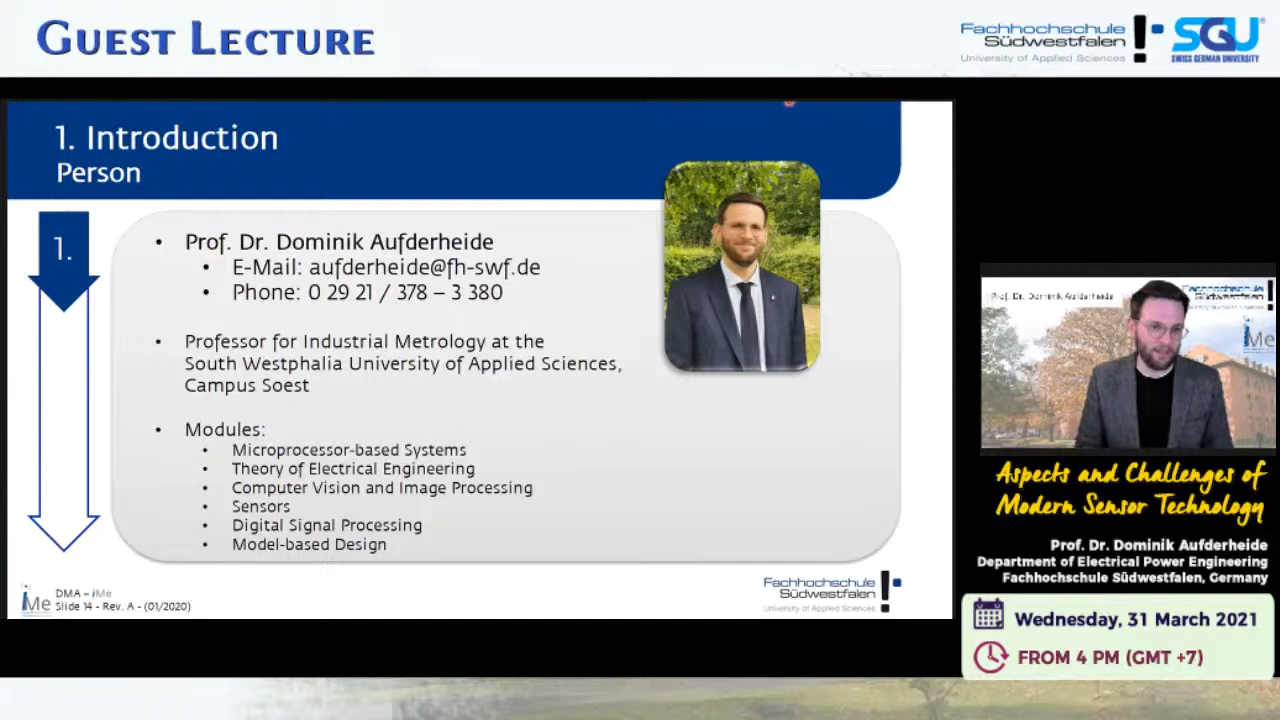 GUEST LECTURE
Fachhochschule
Südwestfalen
University of Applied Sciences
SGU
SWISS GERMAN UNIVERSITY
1. Introduction
Person
1.
• Prof. Dr. Dominik Aufderheide
• E-Mail: aufderheide@fh-swf.de
• Phone: 0 29 21 / 378 – 3 380
• Professor for Industrial Metrology at the
South Westphalia University of Applied Sciences,
Campus Soest
• Modules:
• Microprocessor-based Systems
• Theory of Electrical Engineering
• Computer Vision and Image Processing
• Sensors
• Digital Signal Processing
• Model-based Design
iMe
DMA – iMe
Slide 14 - Rev. A - (01/2020)
Fachhochschule
Südwestfalen
University of Applied Sciences
Prof. Dr. Dominik Aufderheide
Fachhochschule
Südwestfalen
iMe
Aspects and Challenges of
Modern Sensor Technology
Prof. Dr. Dominik Aufderheide
Department of Electrical Power Engineering
Fachhochschule Südwestfalen, Germany
Wednesday, 31 March 2021
FROM 4 PM (GMT +7)